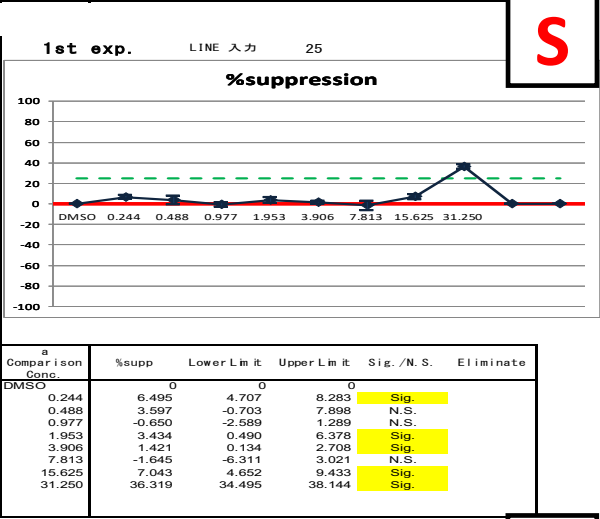 S
1st exp. LINE 入力 25
%suppression
100
80
60
40
20
0
-20
-40
-60
-80
-100
DMSO 0.244 0.488 0.977 1.953 3.906 7.813 15.625 31.250
a
Comparison %supp LowerLimit UpperLimit Sig./N.S. Eliminate
Conc.
DMSO 0 0 0
0.244 6.495 4.707 8.283 Sig.
0.488 3.597 -0.703 7.898 N.S.
0.977 -0.650 -2.589 1.289 N.S.
1.953 3.434 0.490 6.378 Sig.
3.906 1.421 0.134 2.708 Sig.
7.813 -1.645 -6.311 3.021 N.S.
15.625 7.043 4.652 9.433 Sig.
31.250 36.319 34.495 38.144 Sig.